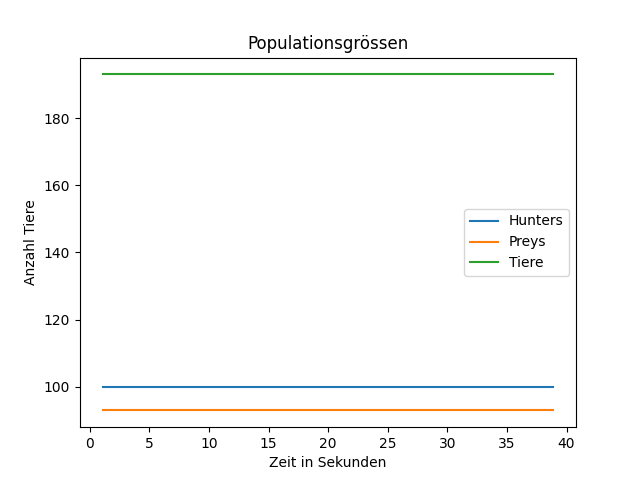 Populationsgrössen
Anzahl Tiere
180
160
140
120
100
Hunters
Preys
Tiere
0 5 10 15 20 25 30 35 40
Zeit in Sekunden